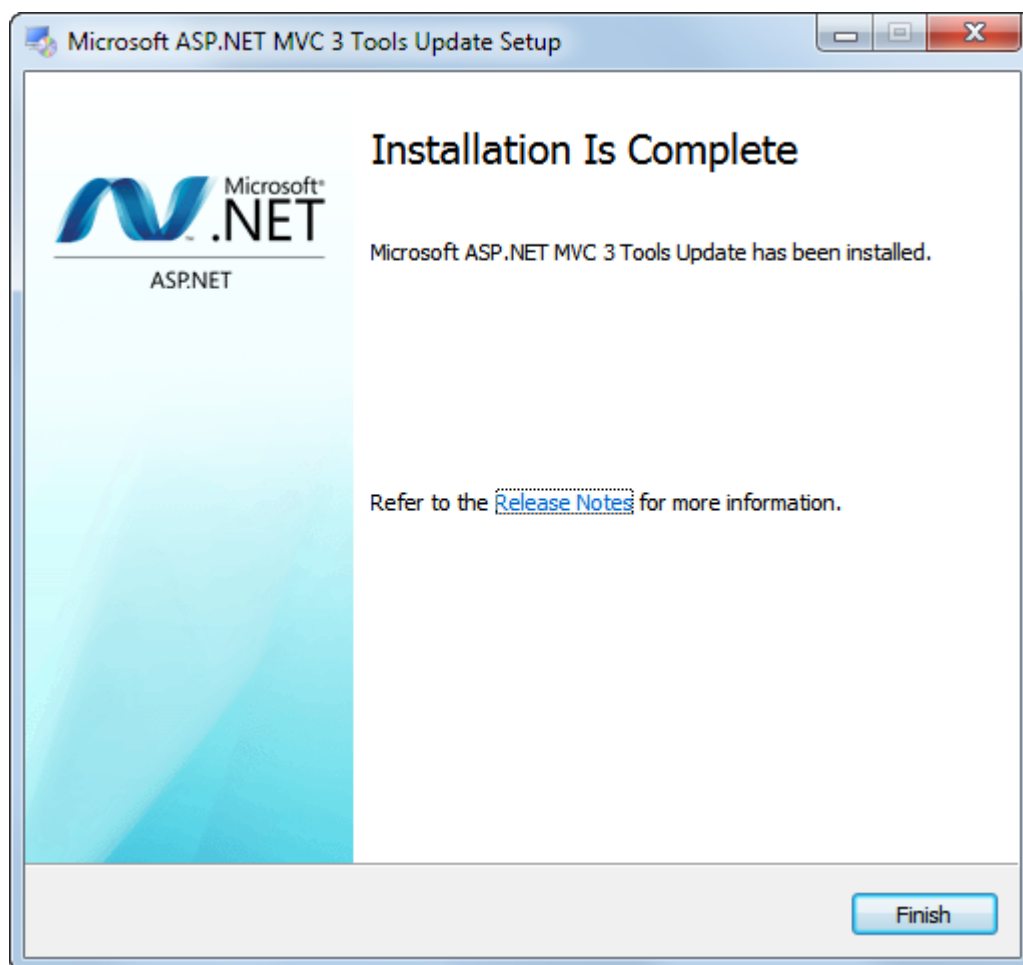 Microsoft ASP.NET MVC 3 Tools Update Setup
Installation Is Complete
Microsoft®
.NET
ASP.NET
Microsoft ASP.NET MVC 3 Tools Update has been installed.
Refer to the Release Notes for more information.
Finish